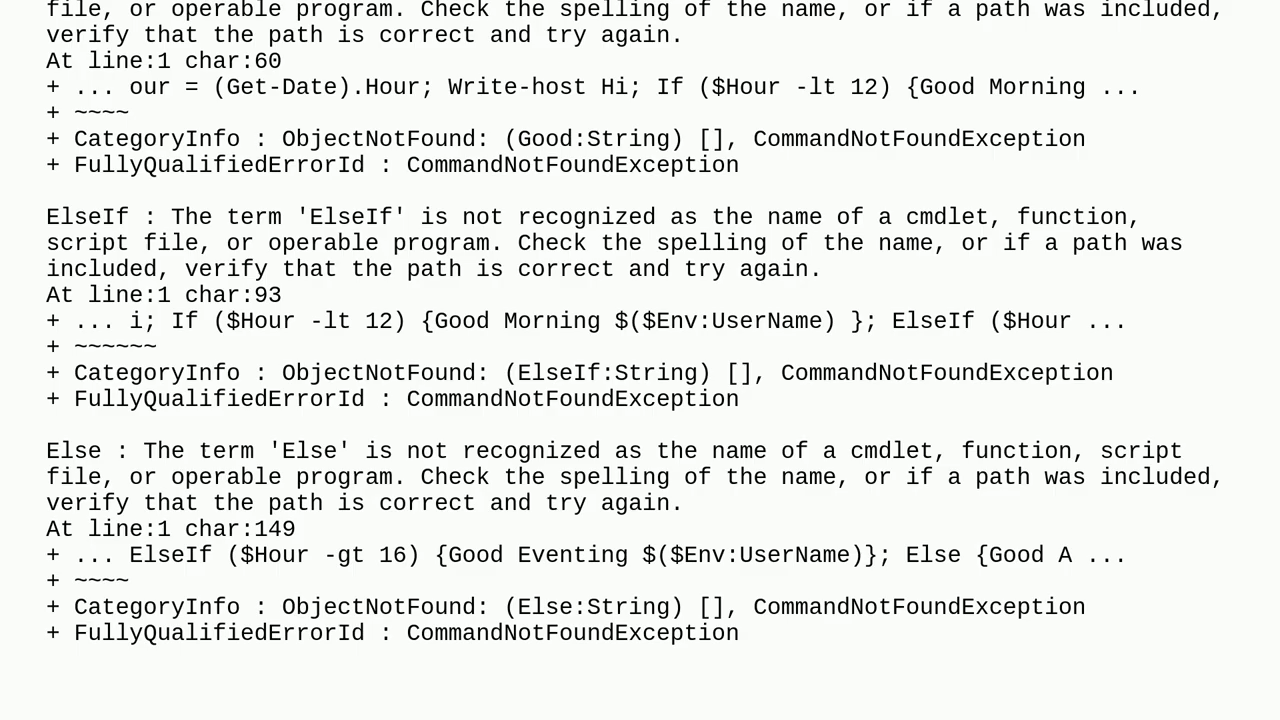 file, or operable program. Check the spelling of the name, or if a path was included,
verify that the path is correct and try again.
At line:1 char:60
+ ... our = (Get-Date).Hour; Write-host Hi; If ($Hour -lt 12) {Good Morning ...
+ ~~~~
+ CategoryInfo : ObjectNotFound: (Good:String) [], CommandNotFoundException
+ FullyQualifiedErrorId : CommandNotFoundException

ElseIf : The term 'ElseIf' is not recognized as the name of a cmdlet, function,
script file, or operable program. Check the spelling of the name, or if a path was
included, verify that the path is correct and try again.
At line:1 char:93
+ ... i; If ($Hour -lt 12) {Good Morning $($Env:UserName) }; ElseIf ($Hour ...
+ ~~~~~~
+ CategoryInfo : ObjectNotFound: (ElseIf:String) [], CommandNotFoundException
+ FullyQualifiedErrorId : CommandNotFoundException

Else : The term 'Else' is not recognized as the name of a cmdlet, function, script
file, or operable program. Check the spelling of the name, or if a path was included,
verify that the path is correct and try again.
At line:1 char:149
+ ... ElseIf ($Hour -gt 16) {Good Eventing $($Env:UserName)}; Else {Good A ...
+ ~~~~
+ CategoryInfo : ObjectNotFound: (Else:String) [], CommandNotFoundException
+ FullyQualifiedErrorId : CommandNotFoundException